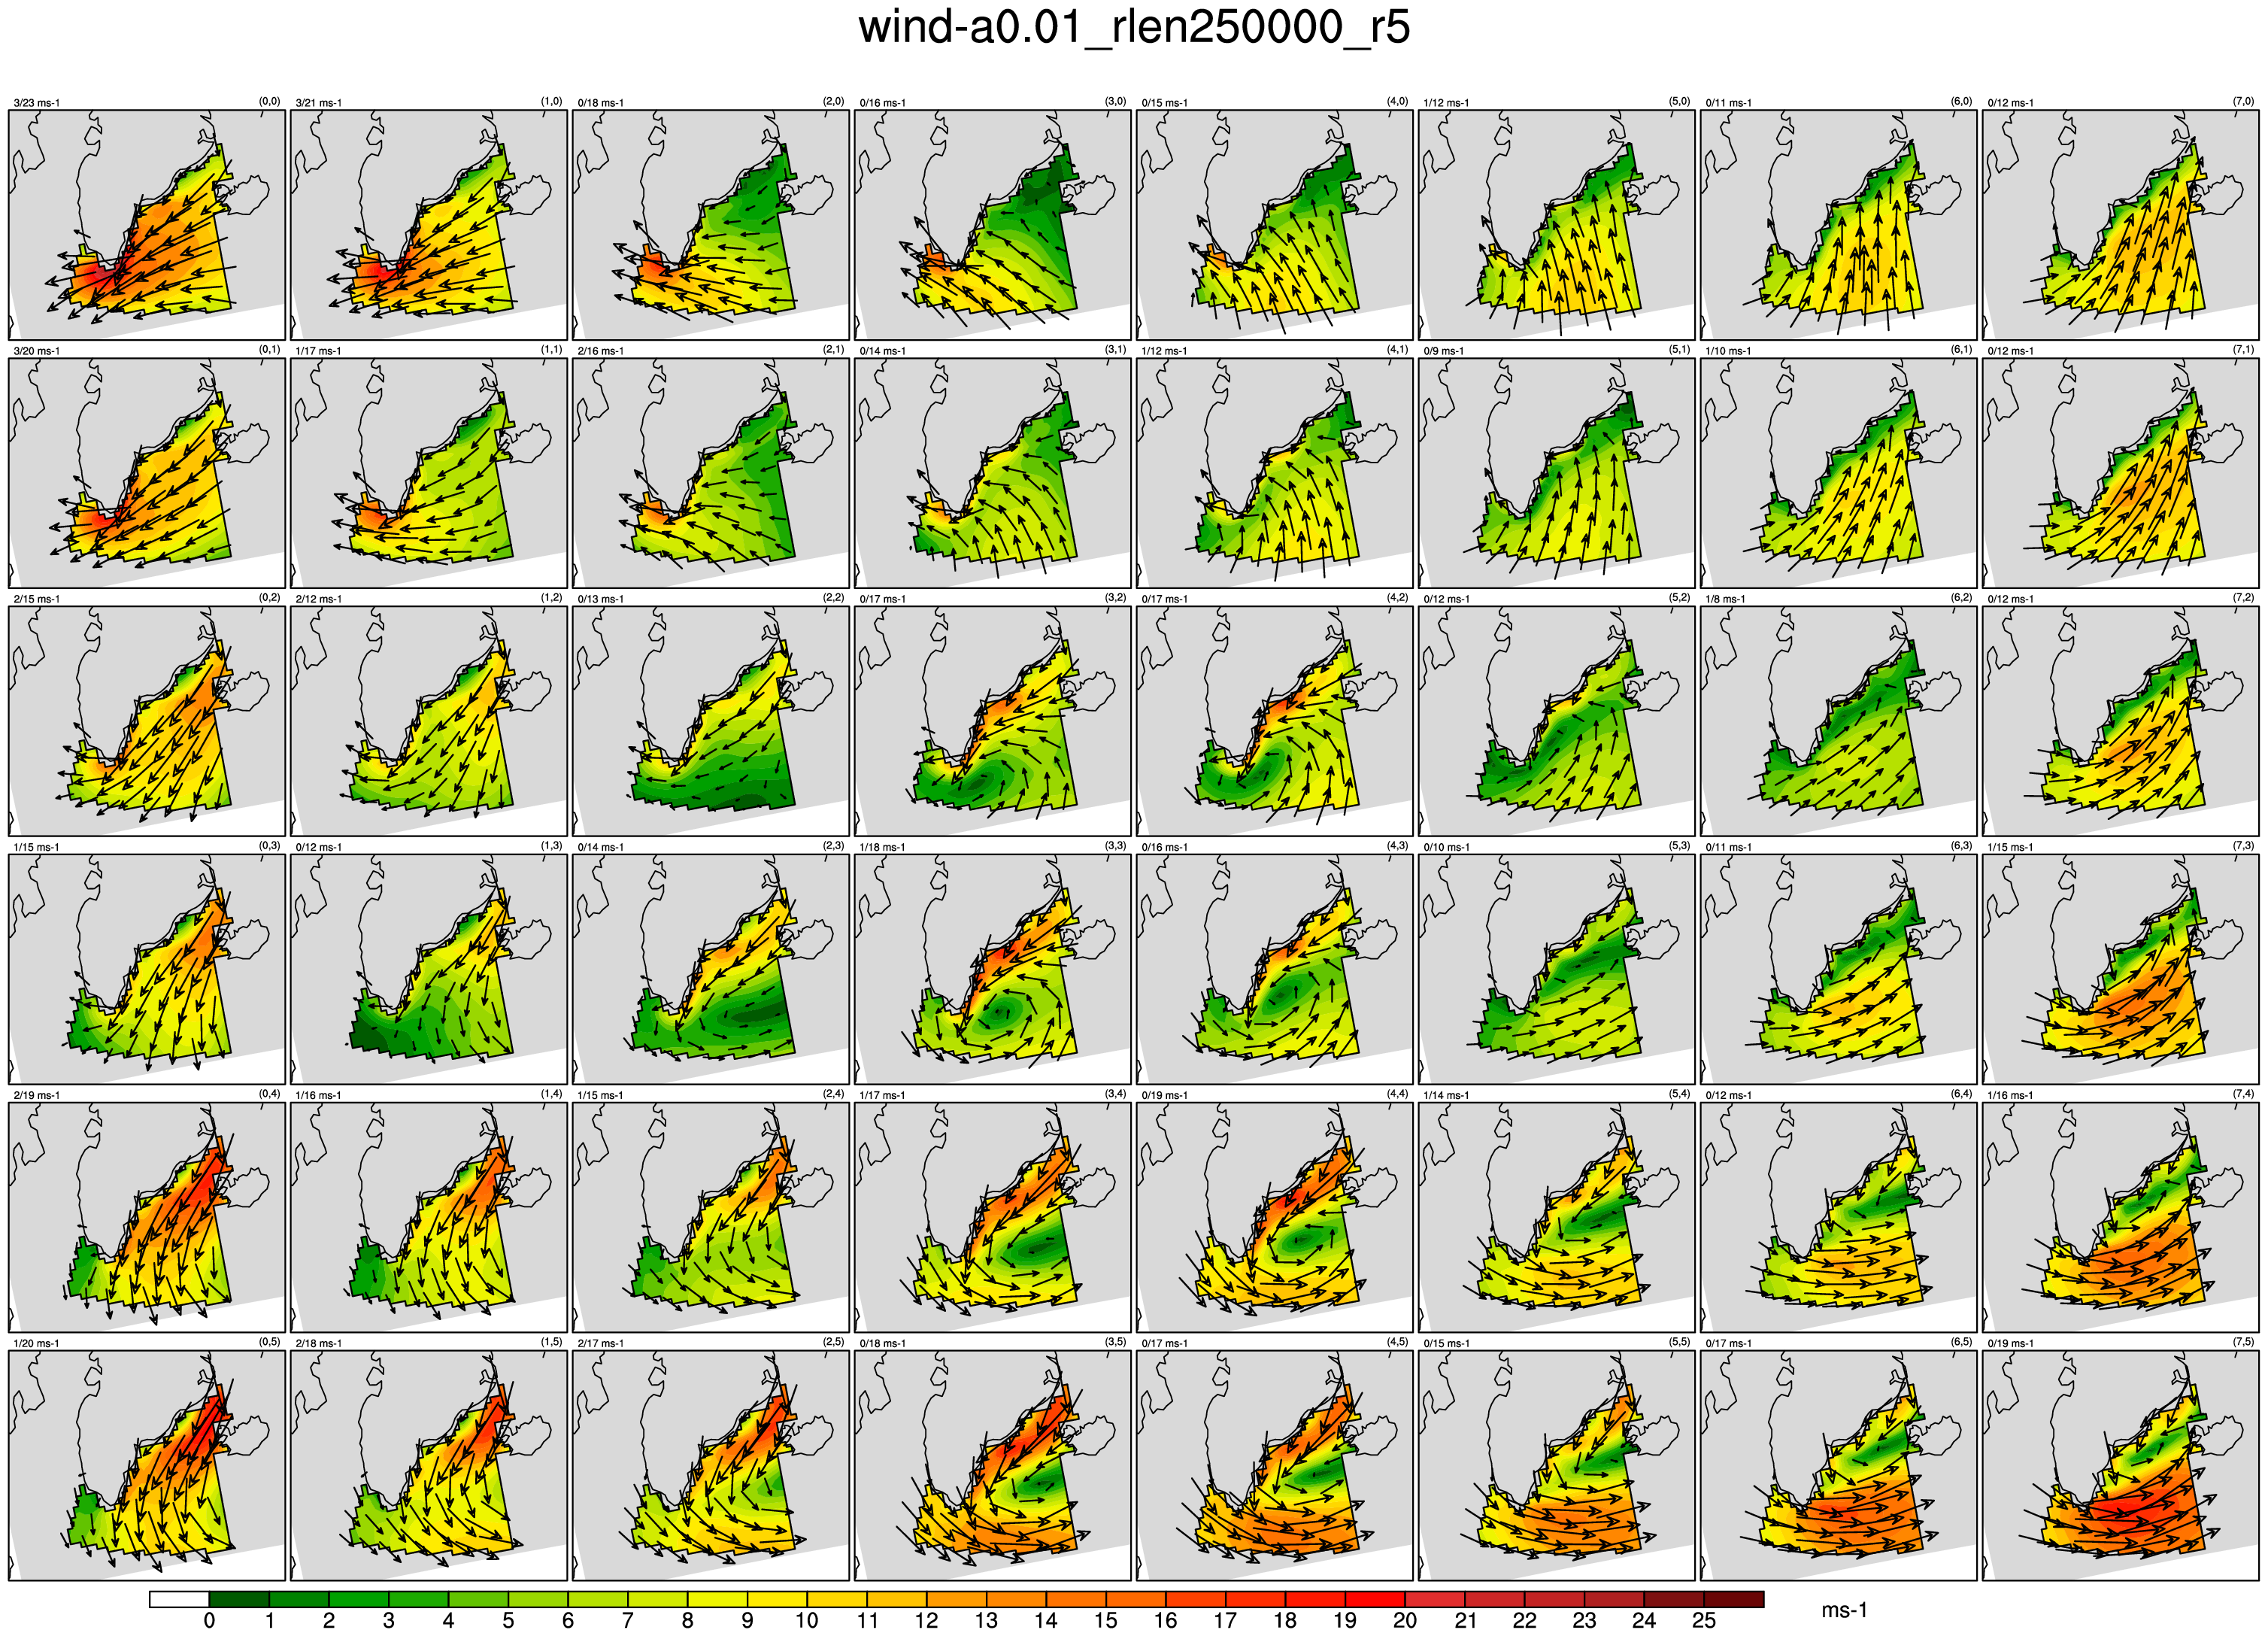 wind-a0.01_rlen250000_r5
3/23 ms-1 (0,0) 3/21 ms-1 (1,0) 0/18 ms-1 (2,0) 0/16 ms-1 (3,0) 0/15 ms-1 (4,0) 1/12 ms-1 (5,0) 0/11 ms-1 (6,0) 0/12 ms-1 (7,0)
3/20 ms-1 (0,1) 1/17 ms-1 (1,1) 2/16 ms-1 (2,1) 0/14 ms-1 (3,1) 1/12 ms-1 (4,1) 0/9 ms-1 (5,1) 1/10 ms-1 (6,1) 0/12 ms-1 (7,1)
2/15 ms-1 (0,2) 2/12 ms-1 (1,2) 0/13 ms-1 (2,2) 0/17 ms-1 (3,2) 0/17 ms-1 (4,2) 0/12 ms-1 (5,2) 1/8 ms-1 (6,2) 0/12 ms-1 (7,2)
1/15 ms-1 (0,3) 0/12 ms-1 (1,3) 0/14 ms-1 (2,3) 1/18 ms-1 (3,3) 0/16 ms-1 (4,3) 0/10 ms-1 (5,3) 0/11 ms-1 (6,3) 1/15 ms-1 (7,3)
2/19 ms-1 (0,4) 1/16 ms-1 (1,4) 1/15 ms-1 (2,4) 1/17 ms-1 (3,4) 0/19 ms-1 (4,4) 1/14 ms-1 (5,4) 0/12 ms-1 (6,4) 1/16 ms-1 (7,4)
1/20 ms-1 (0,5) 2/18 ms-1 (1,5) 2/17 ms-1 (2,5) 0/18 ms-1 (3,5) 0/17 ms-1 (4,5) 0/15 ms-1 (5,5) 0/17 ms-1 (6,5) 0/19 ms-1 (7,5)
0 1 2 3 4 5 6 7 8 9 10 11 12 13 14 15 16 17 18 19 20 21 22 23 24 25 ms-1